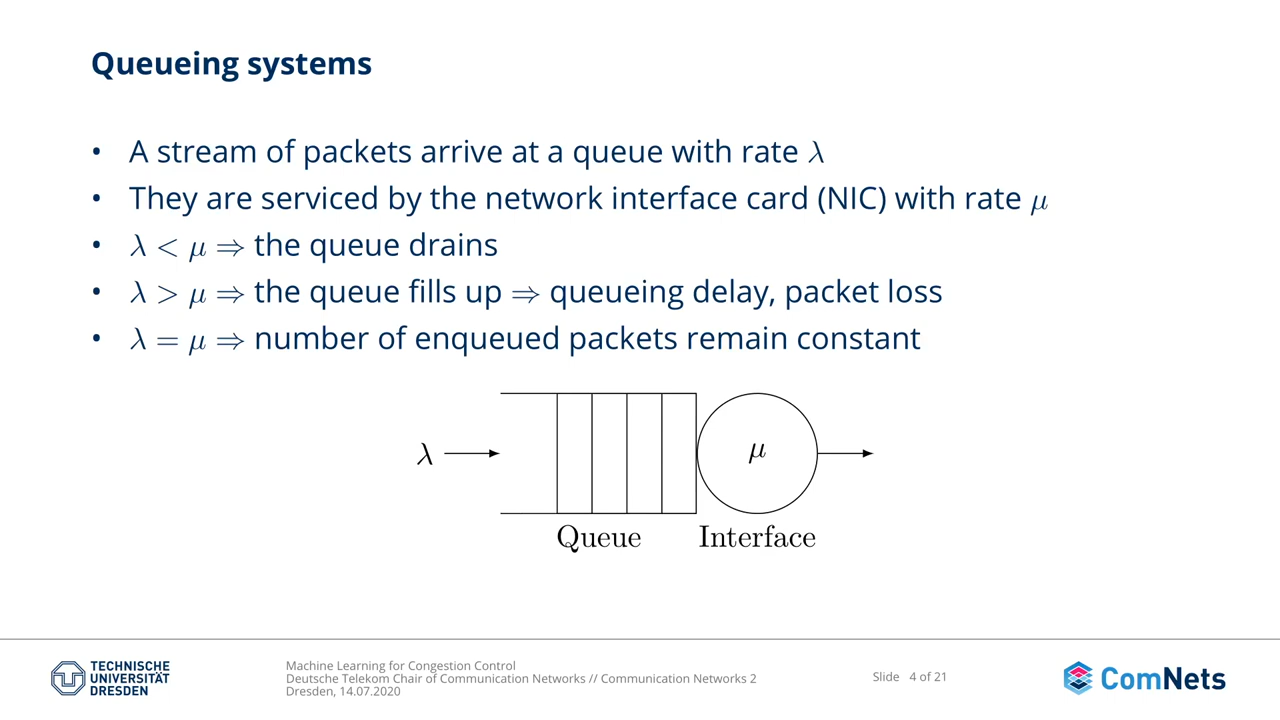 Queueing systems
• A stream of packets arrive at a queue with rate λ
• They are serviced by the network interface card (NIC) with rate μ
• λ < μ ⇒ the queue drains
• λ > μ ⇒ the queue fills up ⇒ queueing delay, packet loss
• λ = μ ⇒ number of enqueued packets remain constant
λ
μ
Queue
Interface
TECHNISCHE
UNIVERSITÄT
DRESDEN
Machine Learning for Congestion Control
Deutsche Telekom Chair of Communication Networks // Communication Networks 2
Dresden, 14.07.2020
Slide 4 of 21
ComNets